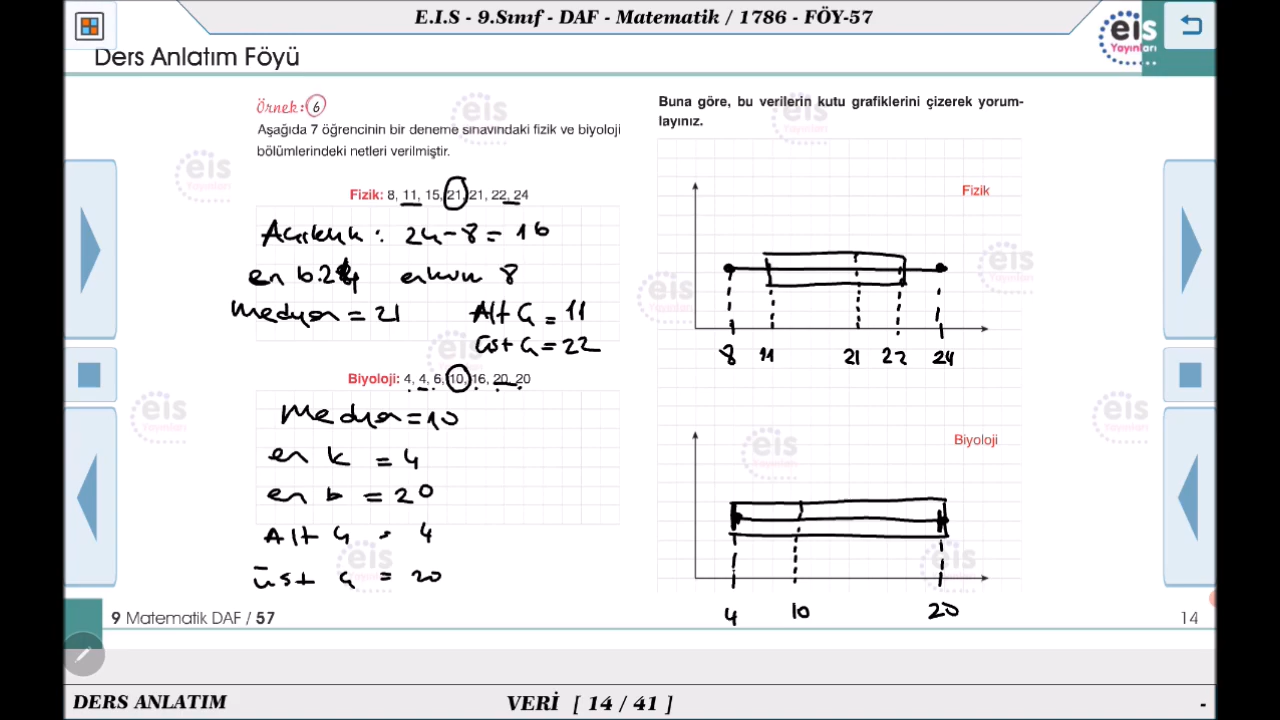 E.I.S - 9.Sınıf - DAF - Matematik / 1786 - FÖY-57
eis
Yayınları
Ders Anlatım Föyü
Örnek: 6
Aşağıda 7 öğrencinin bir deneme sınavındaki fizik ve biyoloji
bölümlerindeki netleri verilmiştir.
Fizik: 8, 11, 15, 21, 21, 22, 24
Açıklık : 24-8 = 16
en b. 24 en küçük 8
Medyan = 21 Alt Ç = 11
Üst Ç = 22
Biyoloji: 4, 4, 6, 10, 16, 20, 20
Medyan = 10
en k = 4
en b = 20
Alt Ç = 4
üst Ç = 20
Buna göre, bu verilerin kutu grafiklerini çizerek yorum-
layınız.
Fizik
8 11 21 22 24
Biyoloji
4 10 20
9 Matematik DAF / 57
14
DERS ANLATIM
VERİ [ 14 / 41 ]
-